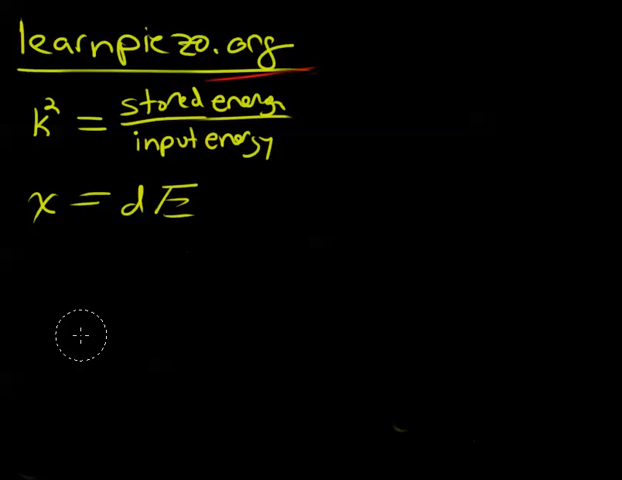 learnpiezo.org
k² = stored energy / input energy
x = dE